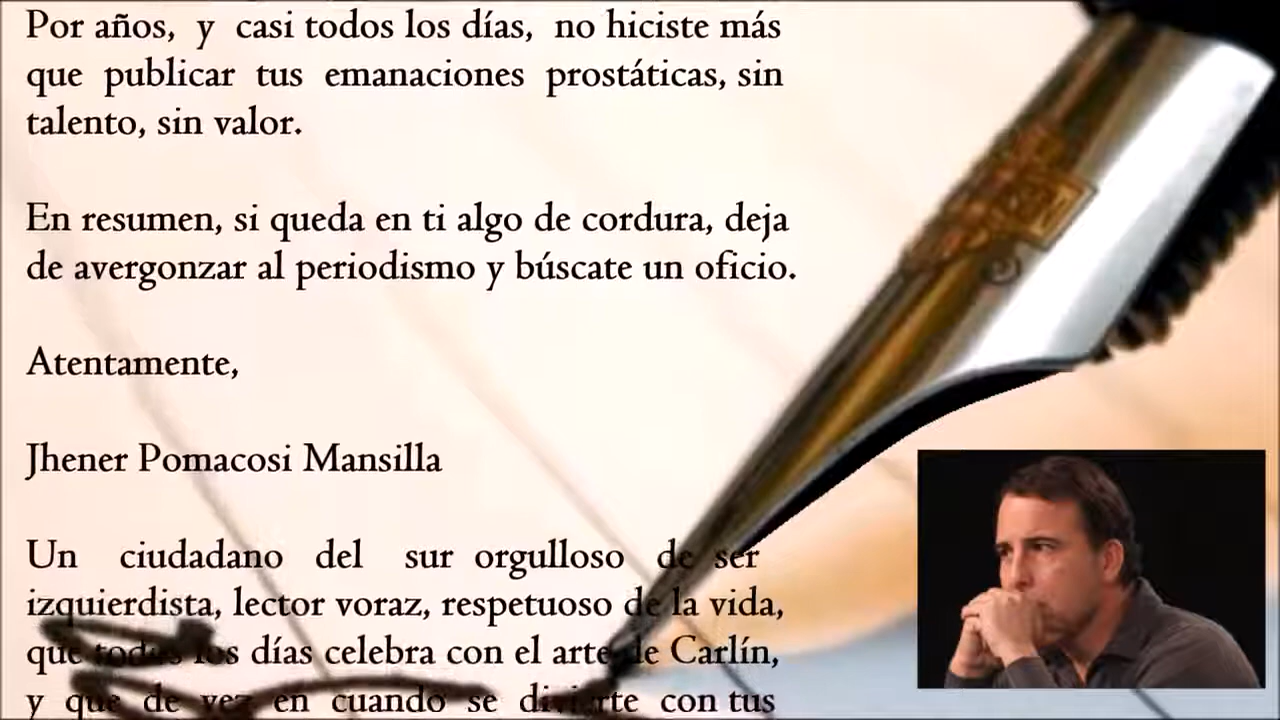 Por años, y casi todos los días, no hiciste más
que publicar tus emanaciones prostáticas, sin
talento, sin valor.
En resumen, si queda en ti algo de cordura, deja
de avergonzar al periodismo y búscate un oficio.
Atentamente,
Jhener Pomacosi Mansilla
Un ciudadano del sur orgulloso de ser
izquierdista, lector voraz, respetuoso de la vida,
que todos los días celebra con el arte de Carlín,
y que de vez en cuando se divierte con tus